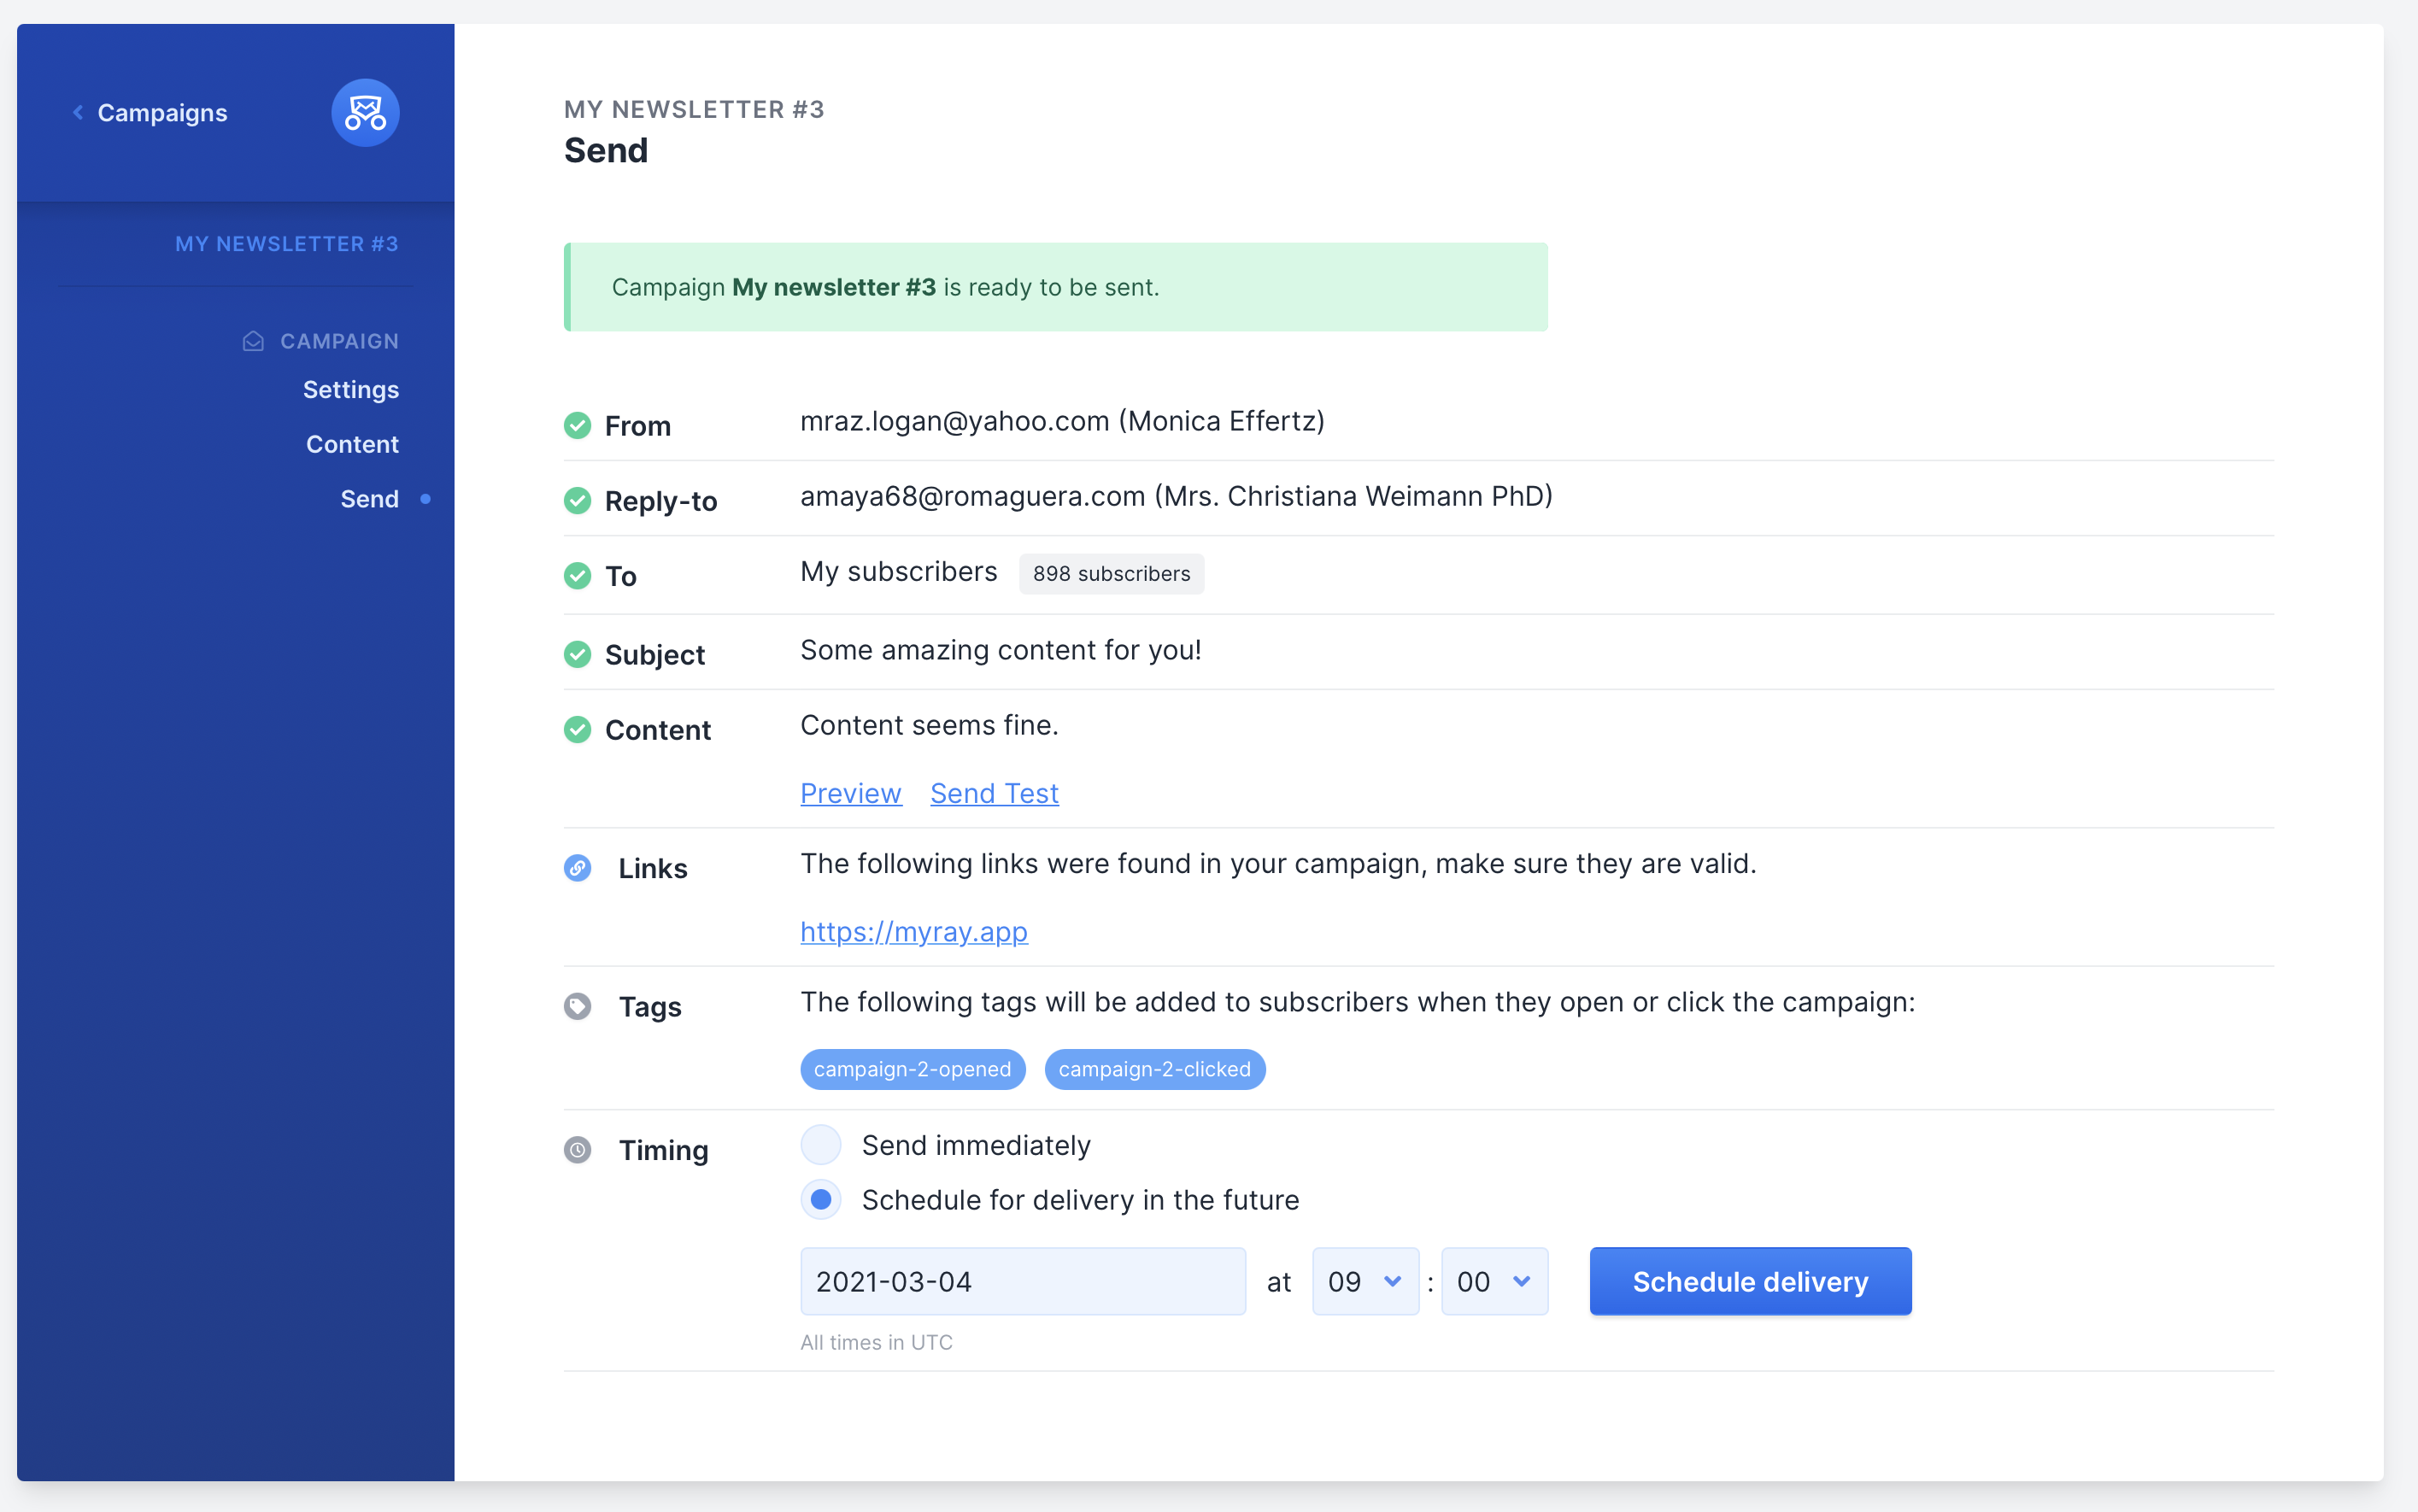 Campaigns
MY NEWSLETTER #3
CAMPAIGN
Settings
Content
Send
MY NEWSLETTER #3
Send
Campaign My newsletter #3 is ready to be sent.
From mraz.logan@yahoo.com (Monica Effertz)
Reply-to amaya68@romaguera.com (Mrs. Christiana Weimann PhD)
To My subscribers 898 subscribers
Subject Some amazing content for you!
Content Content seems fine.
Preview Send Test
Links The following links were found in your campaign, make sure they are valid.
https://myray.app
Tags The following tags will be added to subscribers when they open or click the campaign:
campaign-2-opened campaign-2-clicked
Timing Send immediately
Schedule for delivery in the future
2021-03-04 at 09 : 00 Schedule delivery
All times in UTC